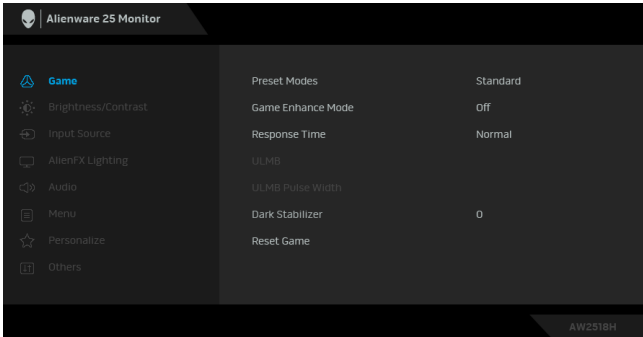 Alienware 25 Monitor
Game
Preset Modes Standard
Brightness/Contrast
Game Enhance Mode Off
Input Source
Response Time Normal
AlienFX Lighting
ULMB
Audio
ULMB Pulse Width
Menu
Dark Stabilizer 0
Personalize
Reset Game
Others
AW2518H